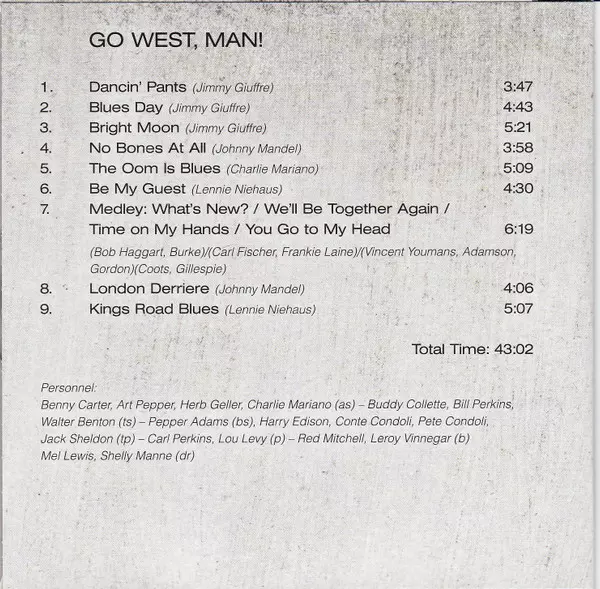 GO WEST, MAN!
1. Dancin' Pants (Jimmy Giuffre) 3:47
2. Blues Day (Jimmy Giuffre) 4:43
3. Bright Moon (Jimmy Giuffre) 5:21
4. No Bones At All (Johnny Mandel) 3:58
5. The Oom Is Blues (Charlie Mariano) 5:09
6. Be My Guest (Lennie Niehaus) 4:30
7. Medley: What's New? / We'll Be Together Again /
Time on My Hands / You Go to My Head 6:19
(Bob Haggart, Burke)/(Carl Fischer, Frankie Laine)/(Vincent Youmans, Adamson,
Gordon)(Coots, Gillespie)
8. London Derriere (Johnny Mandel) 4:06
9. Kings Road Blues (Lennie Niehaus) 5:07
Total Time: 43:02
Personnel:
Benny Carter, Art Pepper, Herb Geller, Charlie Mariano (as) – Buddy Collette, Bill Perkins,
Walter Benton (ts) – Pepper Adams (bs), Harry Edison, Conte Condoli, Pete Condoli,
Jack Sheldon (tp) – Carl Perkins, Lou Levy (p) – Red Mitchell, Leroy Vinnegar (b)
Mel Lewis, Shelly Manne (dr)